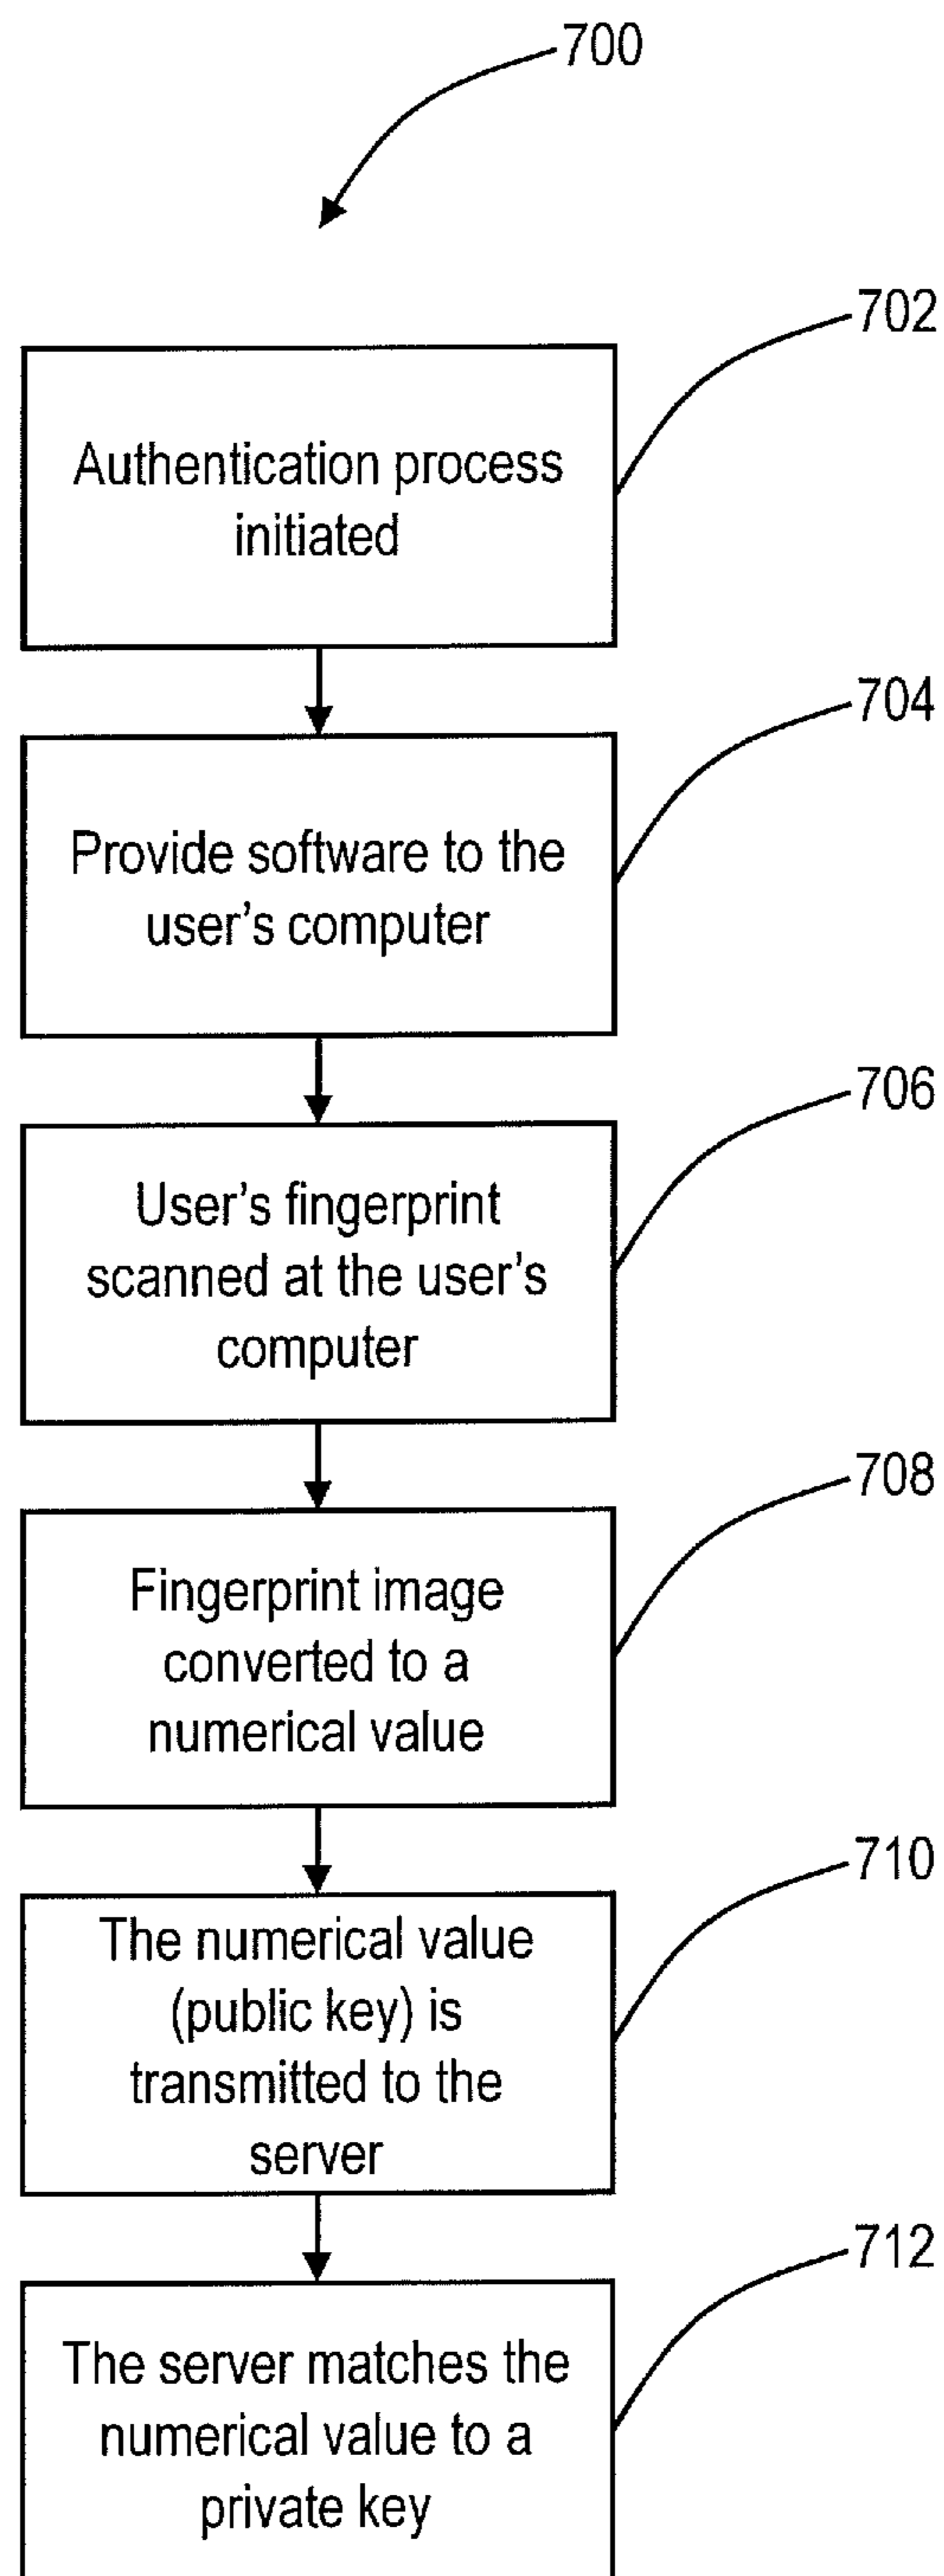 700
702
Authentication process
initiated
704
Provide software to the
user's computer
706
User's fingerprint
scanned at the user's
computer
708
Fingerprint image
converted to a
numerical value
710
The numerical value
(public key) is
transmitted to the
server
712
The server matches the
numerical value to a
private key